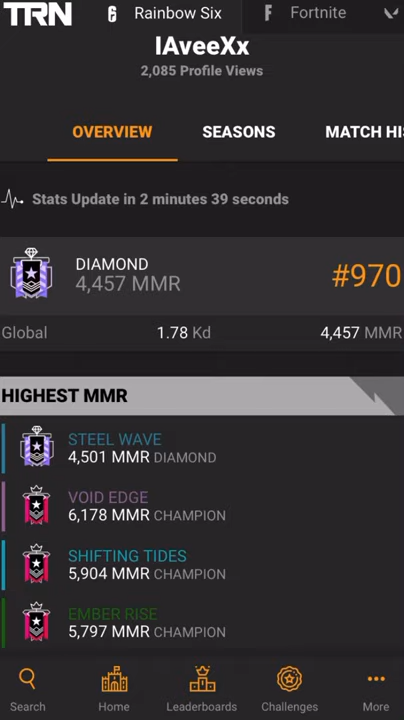 TRN Rainbow Six Fortnite
IAveeXx
2,085 Profile Views
OVERVIEW SEASONS MATCH HI
Stats Update in 2 minutes 39 seconds
DIAMOND
4,457 MMR
#970
Global 1.78 Kd 4,457 MMR
HIGHEST MMR
STEEL WAVE
4,501 MMR DIAMOND
VOID EDGE
6,178 MMR CHAMPION
SHIFTING TIDES
5,904 MMR CHAMPION
EMBER RISE
5,797 MMR CHAMPION
Search Home Leaderboards Challenges More